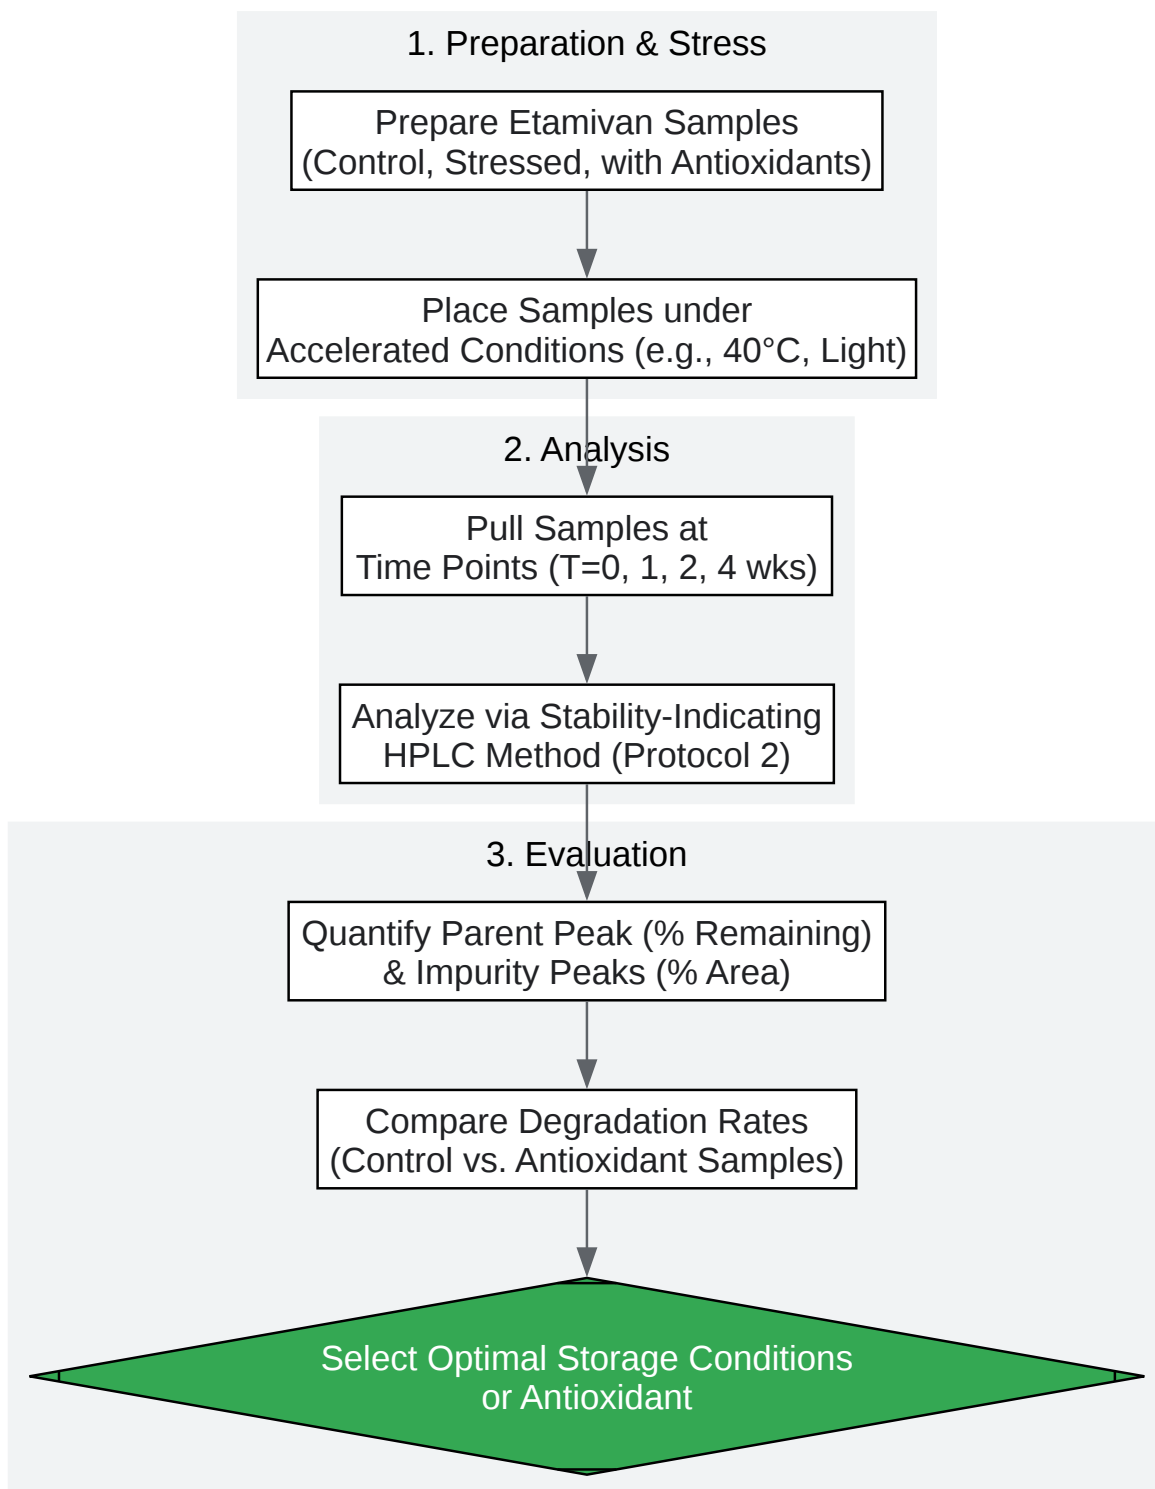 1. Preparation & Stress
Prepare Etamivan Samples
(Control, Stressed, with Antioxidants)
Place Samples under
Accelerated Conditions (e.g., 40°C, Light)
2. Analysis
Pull Samples at
Time Points (T=0, 1, 2, 4 wks)
Analyze via Stability-Indicating
HPLC Method (Protocol 2)
3. Evaluation
Quantify Parent Peak (% Remaining)
& Impurity Peaks (% Area)
Compare Degradation Rates
(Control vs. Antioxidant Samples)
Select Optimal Storage Conditions
or Antioxidant